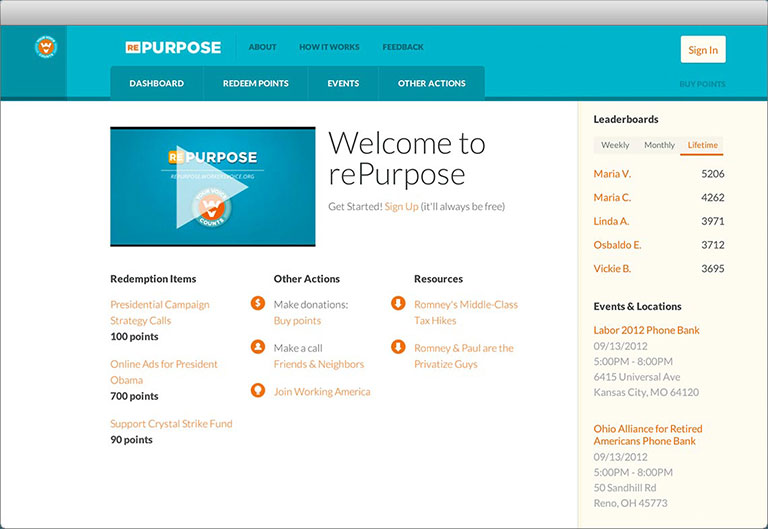 YOUR VOICE
COUNTS
REPURPOSE
ABOUT
HOW IT WORKS
FEEDBACK
Sign In
DASHBOARD
REDEEM POINTS
EVENTS
OTHER ACTIONS
BUY POINTS
REPURPOSE
REPURPOSE.WORKERSVOICE.ORG
YOUR VOICE
COUNTS
Welcome to
rePurpose
Get Started! Sign Up (it'll always be free)
Redemption Items
Presidential Campaign
Strategy Calls
100 points
Online Ads for President
Obama
700 points
Support Crystal Strike Fund
90 points
Other Actions
Make donations:
Buy points
Make a call
Friends & Neighbors
Join Working America
Resources
Romney's Middle-Class
Tax Hikes
Romney & Paul are the
Privatize Guys
Leaderboards
Weekly Monthly Lifetime
Maria V. 5206
Maria C. 4262
Linda A. 3971
Osbaldo E. 3712
Vickie B. 3695
Events & Locations
Labor 2012 Phone Bank
09/13/2012
5:00PM - 8:00PM
6415 Universal Ave
Kansas City, MO 64120
Ohio Alliance for Retired
Americans Phone Bank
09/13/2012
5:00PM - 8:00PM
50 Sandhill Rd
Reno, OH 45773